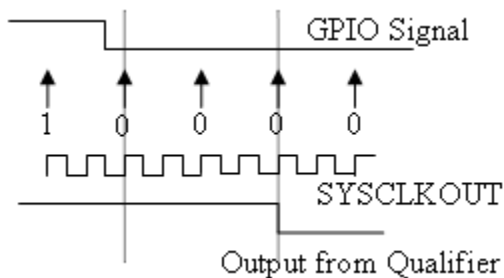 GPIO Signal
1 0 0 0 0
SYSCLKOUT
Output from Qualifier